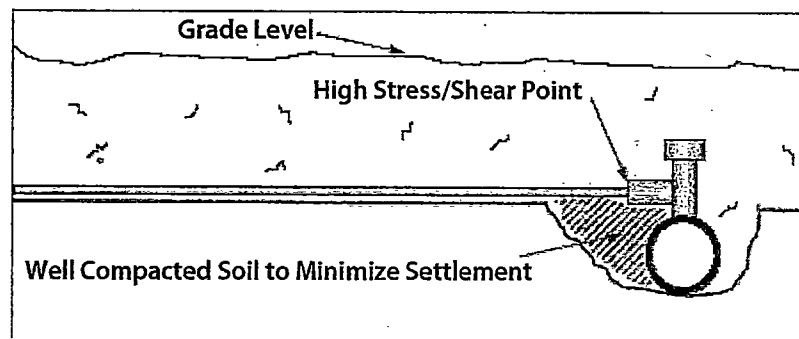 Grade Level
High Stress/Shear Point
Well Compacted Soil to Minimize Settlement